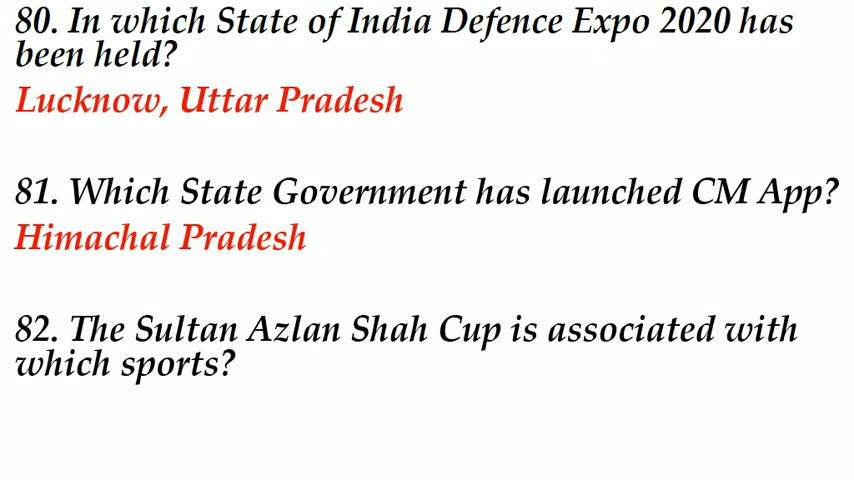 80. In which State of India Defence Expo 2020 has
been held?
Lucknow, Uttar Pradesh
81. Which State Government has launched CM App?
Himachal Pradesh
82. The Sultan Azlan Shah Cup is associated with
which sports?